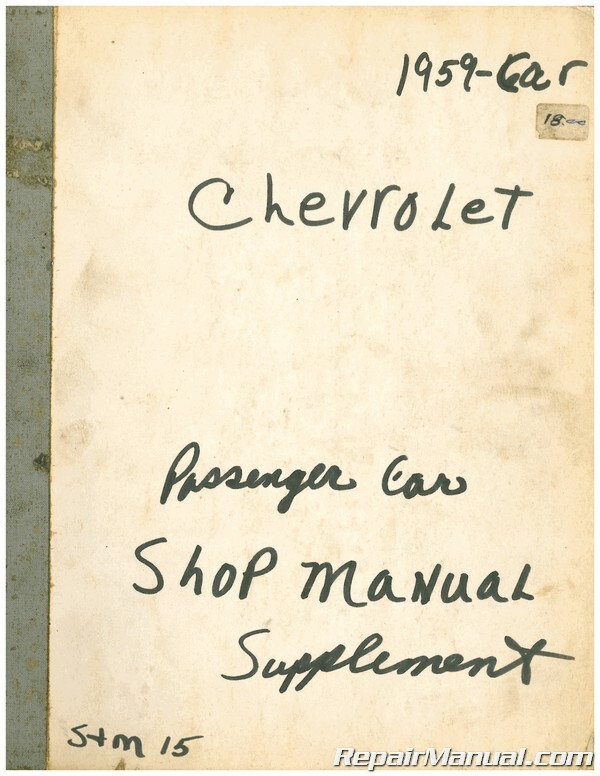 1959-Car
18.00
Chevrolet
Passenger Car
Shop Manual
Supplement
S+m 15
RepairManual.com